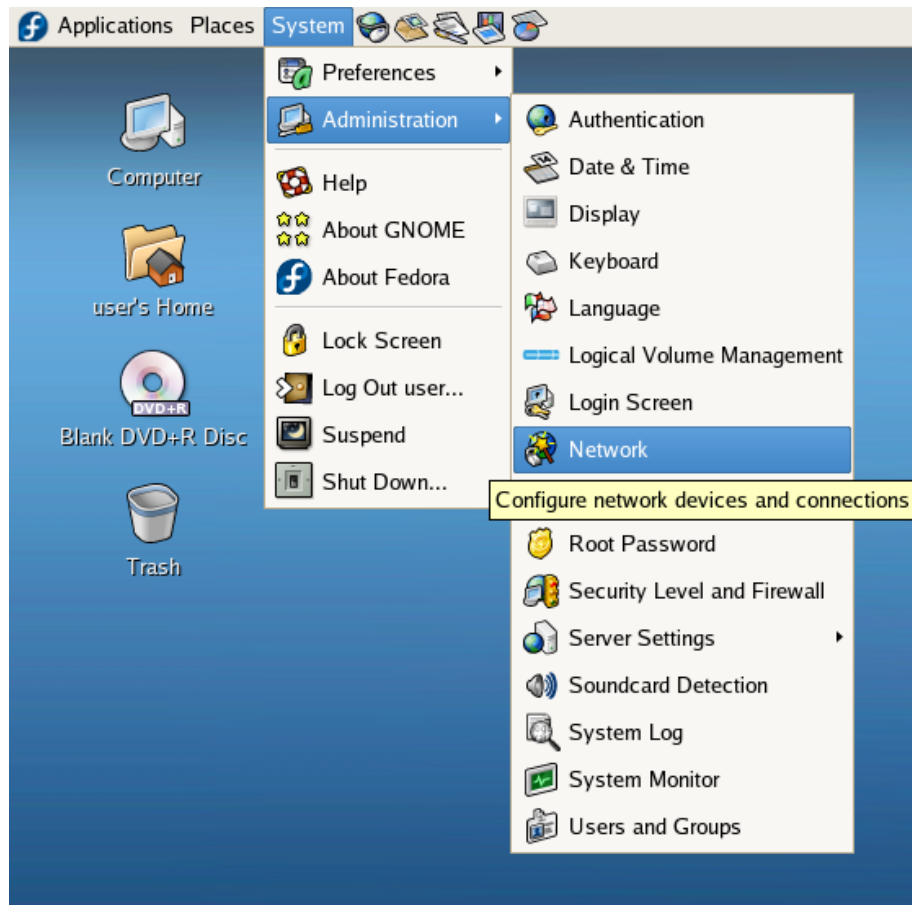 Applications Places System
Preferences
Administration
Help
About GNOME
About Fedora
Lock Screen
Log Out user...
Suspend
Shut Down...
Authentication
Date & Time
Display
Keyboard
Language
Logical Volume Management
Login Screen
Network
Configure network devices and connections
Root Password
Security Level and Firewall
Server Settings
Soundcard Detection
System Log
System Monitor
Users and Groups
Computer
user's Home
DVD+R
Blank DVD+R Disc
Trash